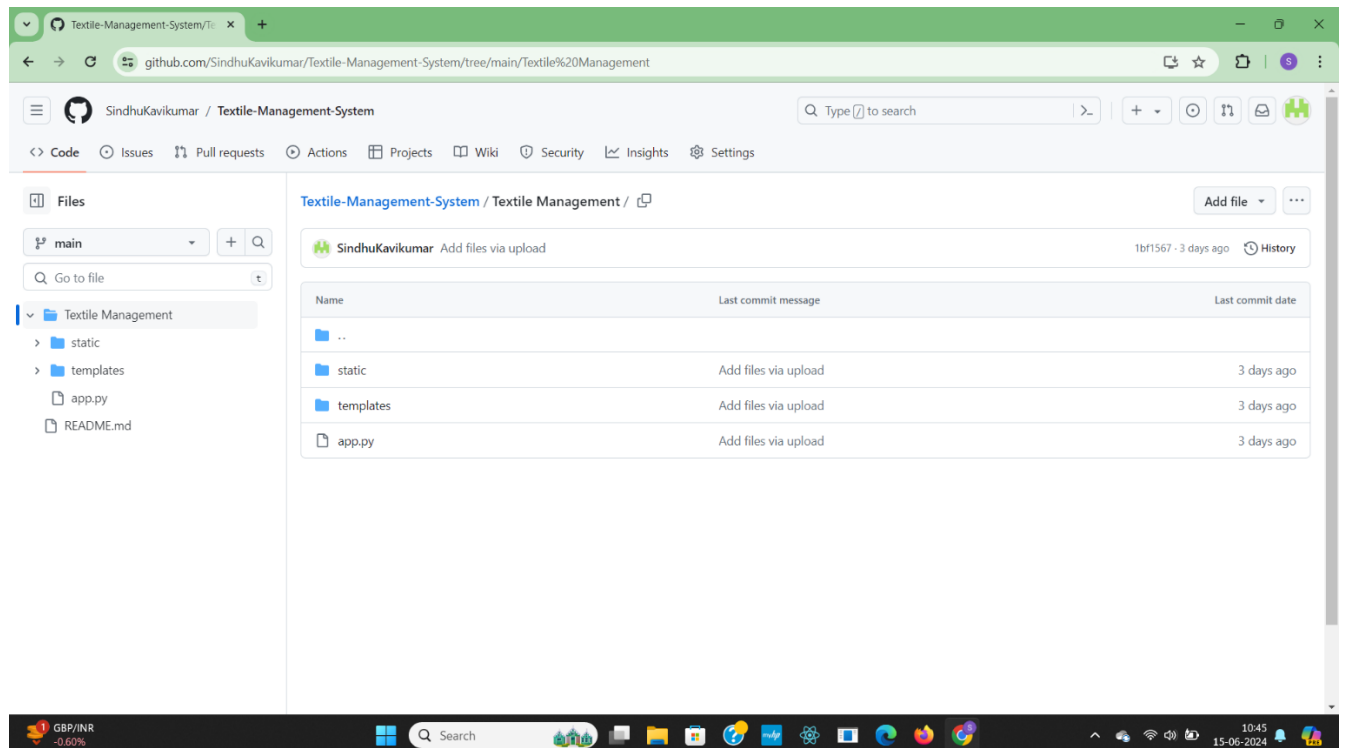 Textile-Management-System/Te
github.com/SindhuKavikumar/Textile-Management-System/tree/main/Textile%20Management
S
SindhuKavikumar / Textile-Management-System
Type / to search
Code Issues Pull requests Actions Projects Wiki Security Insights Settings
Files
Textile-Management-System / Textile Management /
Add file
main
SindhuKavikumar Add files via upload
1bf1567 · 3 days ago History
Go to file t
Name Last commit message Last commit date
Textile Management
..
static
static Add files via upload 3 days ago
templates
templates Add files via upload 3 days ago
app.py
app.py Add files via upload 3 days ago
README.md
1
GBP/INR
-0.60%
Search
10:45
15-06-2024